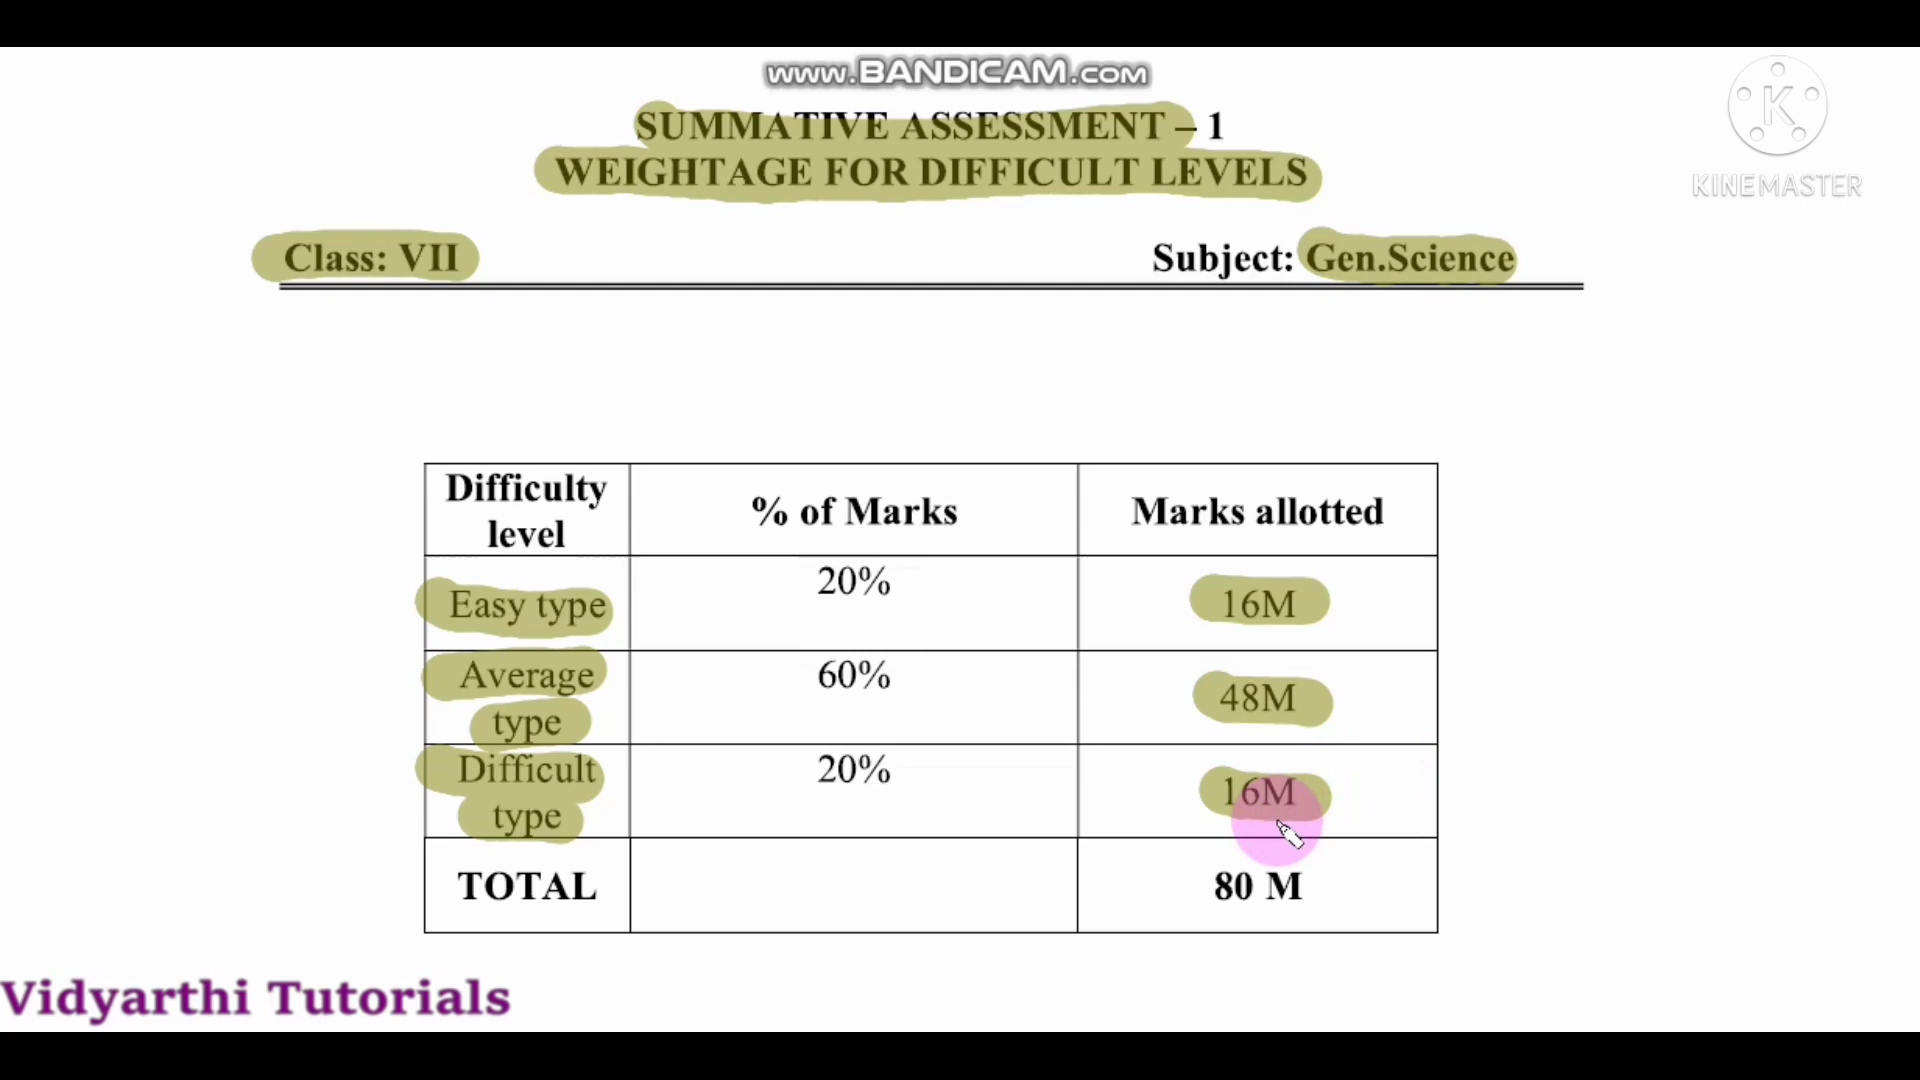 www.BANDICAM.com
SUMMATIVE ASSESSMENT – 1
WEIGHTAGE FOR DIFFICULT LEVELS
K
KINEMASTER
Class: VII Subject: Gen.Science
Difficulty level % of Marks Marks allotted
Easy type 20% 16M
Average type 60% 48M
Difficult type 20% 16M
TOTAL 80 M
Vidyarthi Tutorials